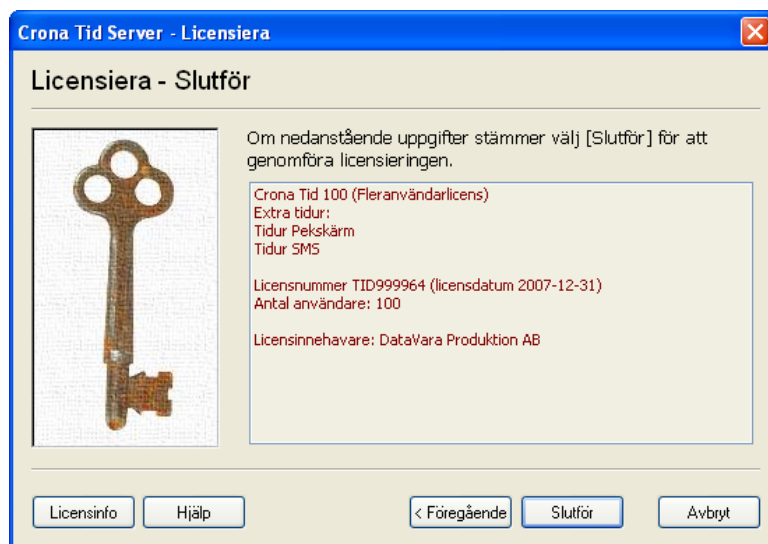 Crona Tid Server - Licensiera
Licensiera - Slutför
Om nedanstående uppgifter stämmer välj [Slutför] för att
genomföra licensieringen.
Crona Tid 100 (Fleranvändarlicens)
Extra tidur:
Tidur Pekskärm
Tidur SMS
Licensnummer TID999964 (licensdatum 2007-12-31)
Antal användare: 100
Licensinnehavare: DataVara Produktion AB
Licensinfo
Hjälp
< Föregående
Slutför
Avbryt